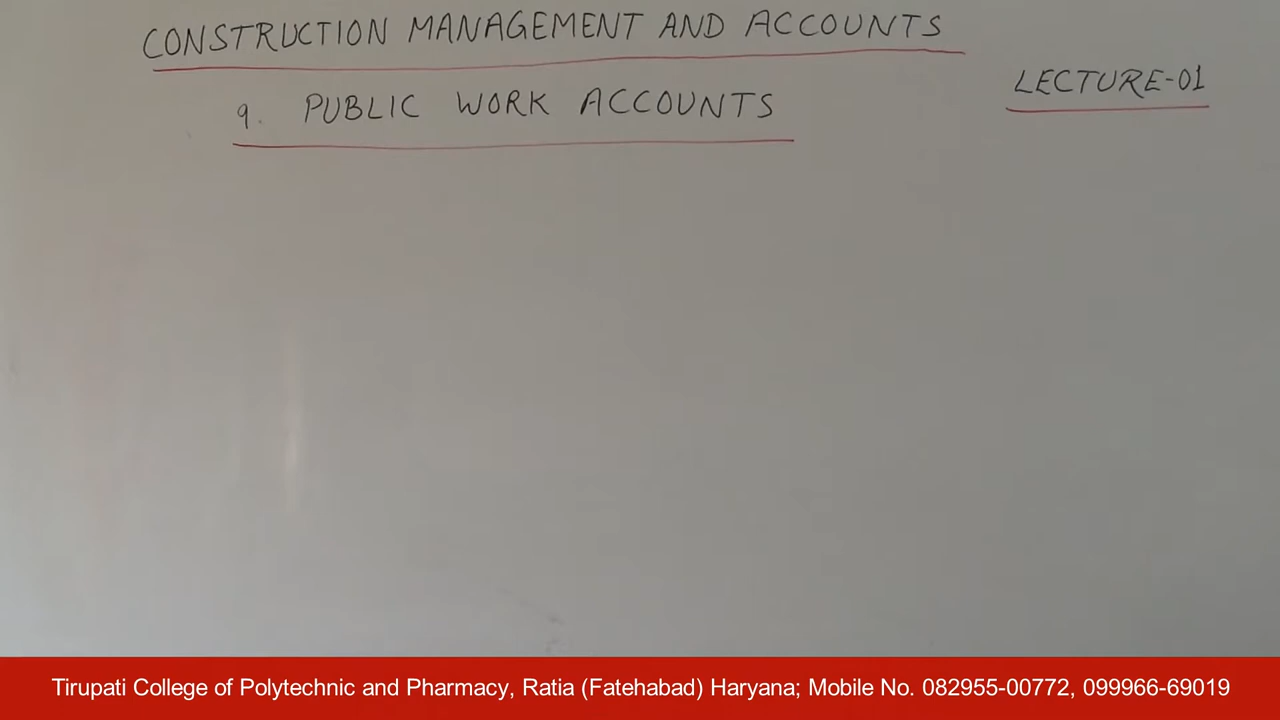 CONSTRUCTION MANAGEMENT AND ACCOUNTS
9. PUBLIC WORK ACCOUNTS
LECTURE-01
Tirupati College of Polytechnic and Pharmacy, Ratia (Fatehabad) Haryana; Mobile No. 082955-00772, 099966-69019